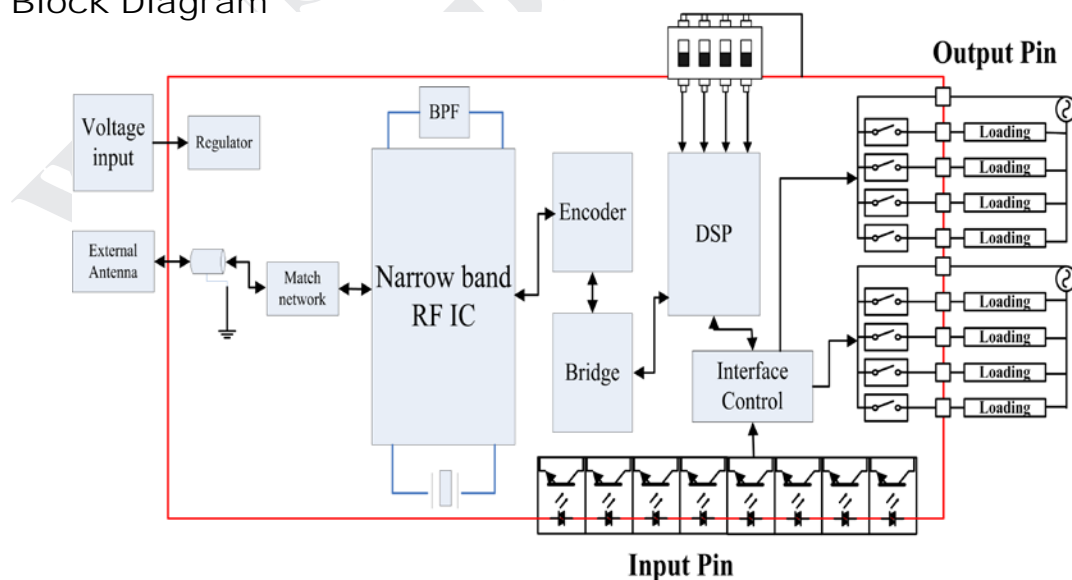 Block Diagram
Output Pin
Voltage
input
Regulator
BPF
Encoder
DSP
Loading
Loading
Loading
Loading
External
Antenna
Match
network
Narrow band
RF IC
Bridge
Interface
Control
Loading
Loading
Loading
Loading
Input Pin